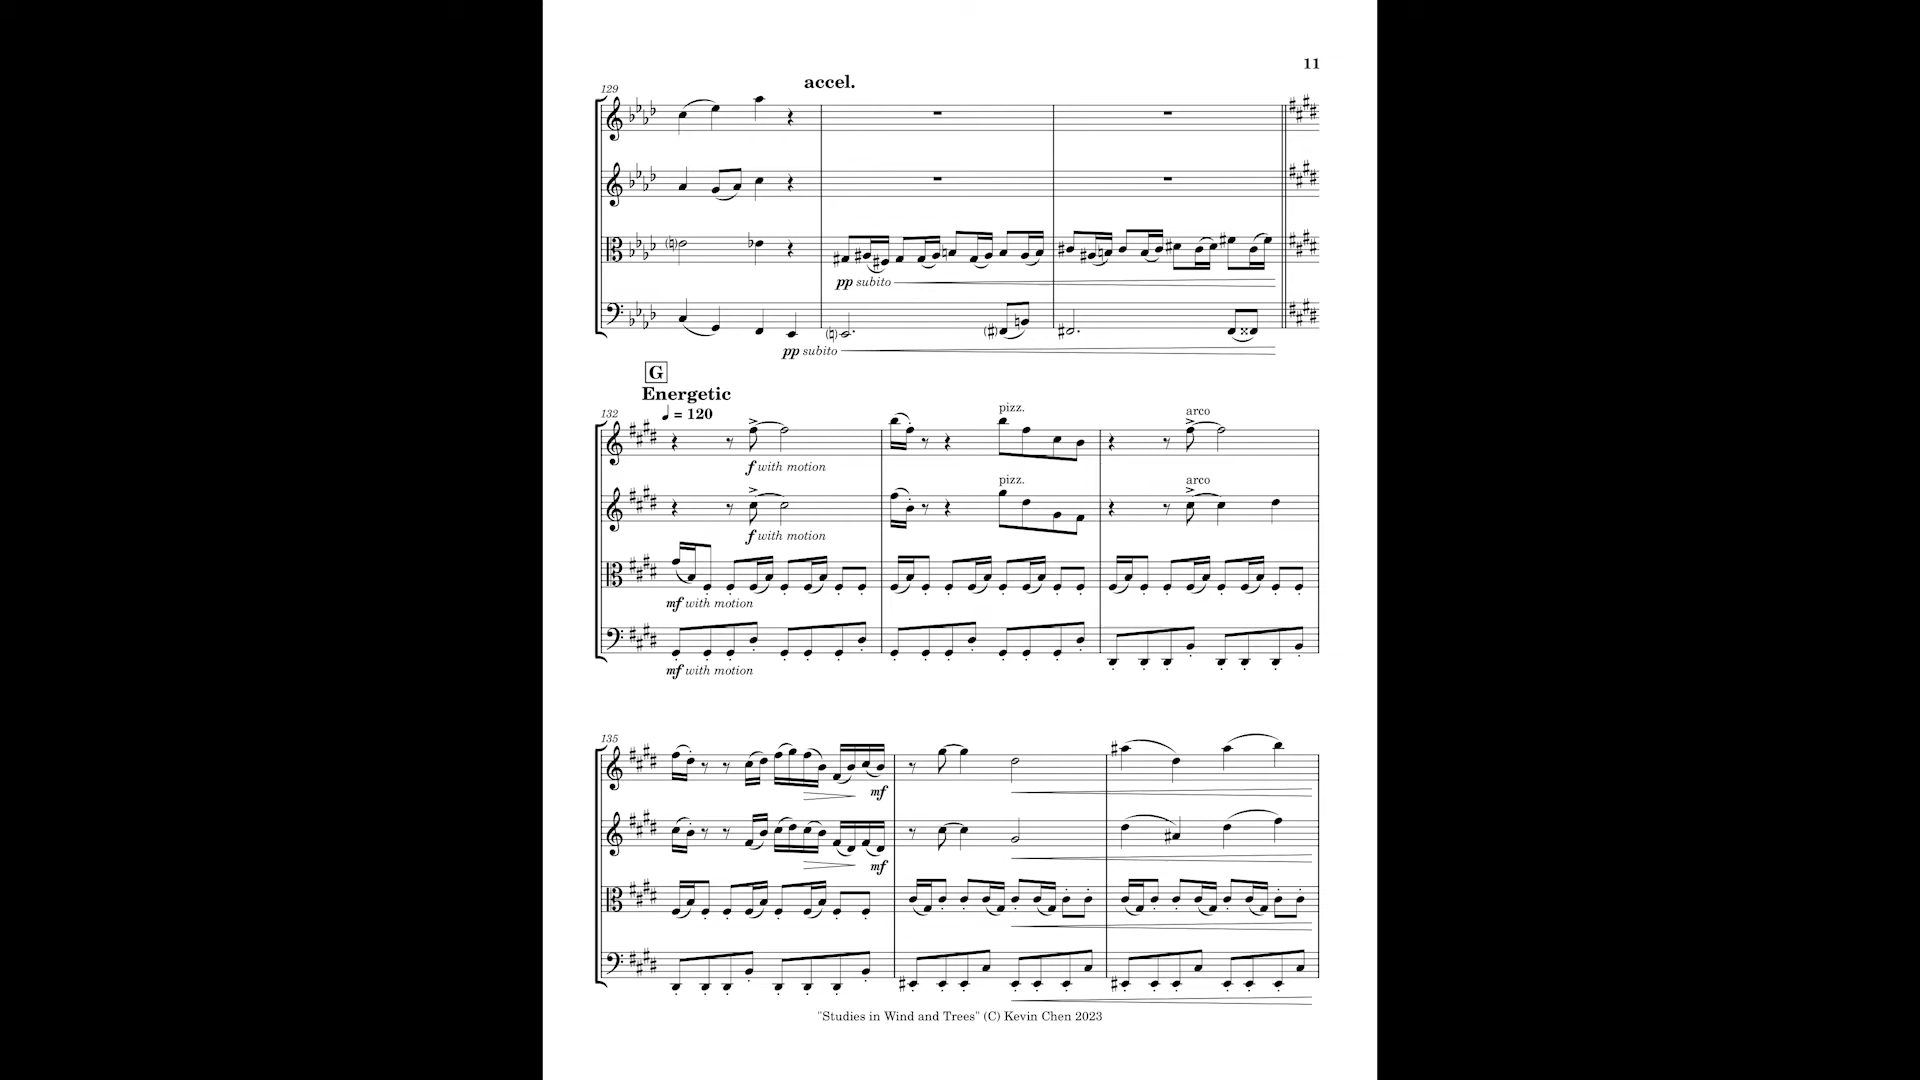 11
accel.
129
pp subito
pp subito
G
Energetic
132
= 120
pizz.
arco
f with motion
pizz.
arco
f with motion
mf with motion
mf with motion
135
mf
mf
"Studies in Wind and Trees" (C) Kevin Chen 2023